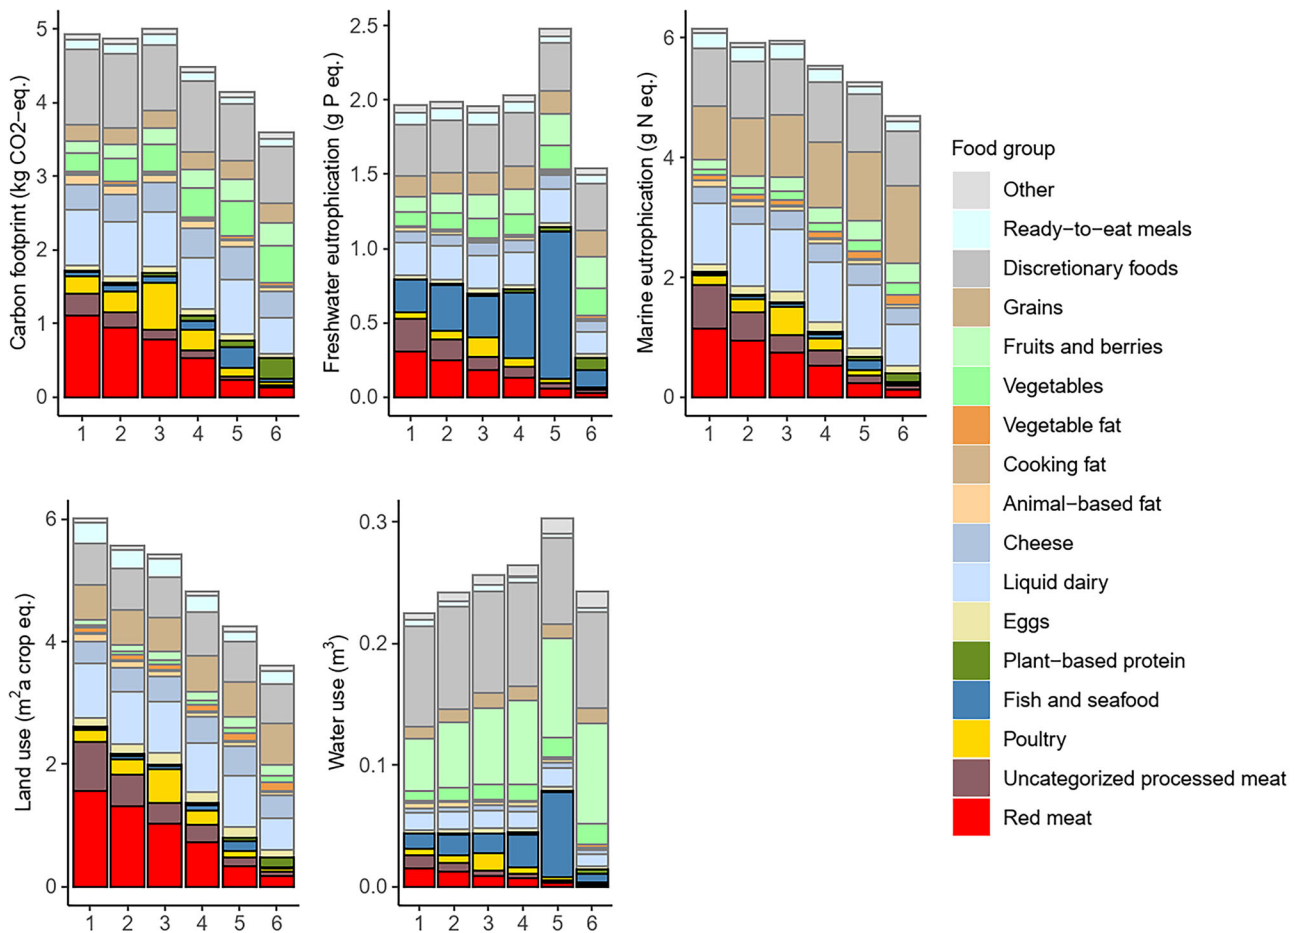 Carbon footprint (kg CO2−eq.)
5
4
3
2
1
0
1 2 3 4 5 6
Freshwater eutrophication (g P eq.)
2.5
2.0
1.5
1.0
0.5
0.0
1 2 3 4 5 6
Marine eutrophication (g N eq.)
6
4
2
0
1 2 3 4 5 6
Land use (m²a crop eq.)
6
4
2
0
1 2 3 4 5 6
Water use (m³)
0.3
0.2
0.1
0.0
1 2 3 4 5 6
Food group
Other
Ready−to−eat meals
Discretionary foods
Grains
Fruits and berries
Vegetables
Vegetable fat
Cooking fat
Animal−based fat
Cheese
Liquid dairy
Eggs
Plant−based protein
Fish and seafood
Poultry
Uncategorized processed meat
Red meat